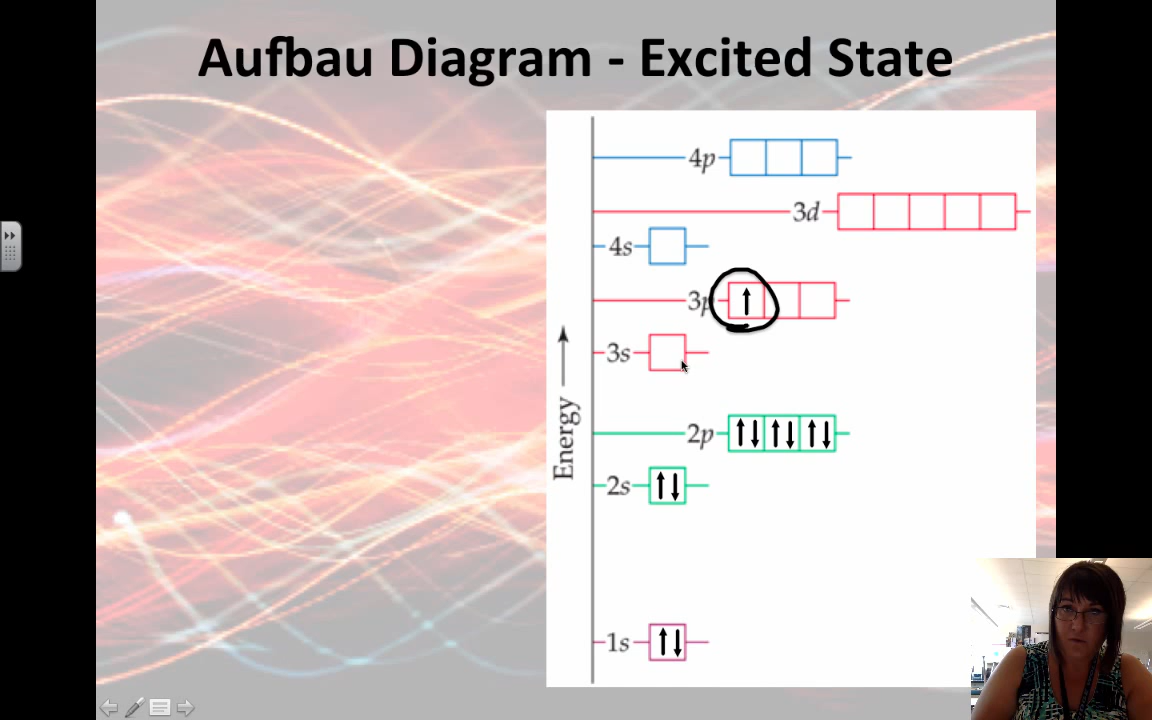 Aufbau Diagram - Excited State
4p
3d
4s
3p
3s
Energy
2p
2s
1s